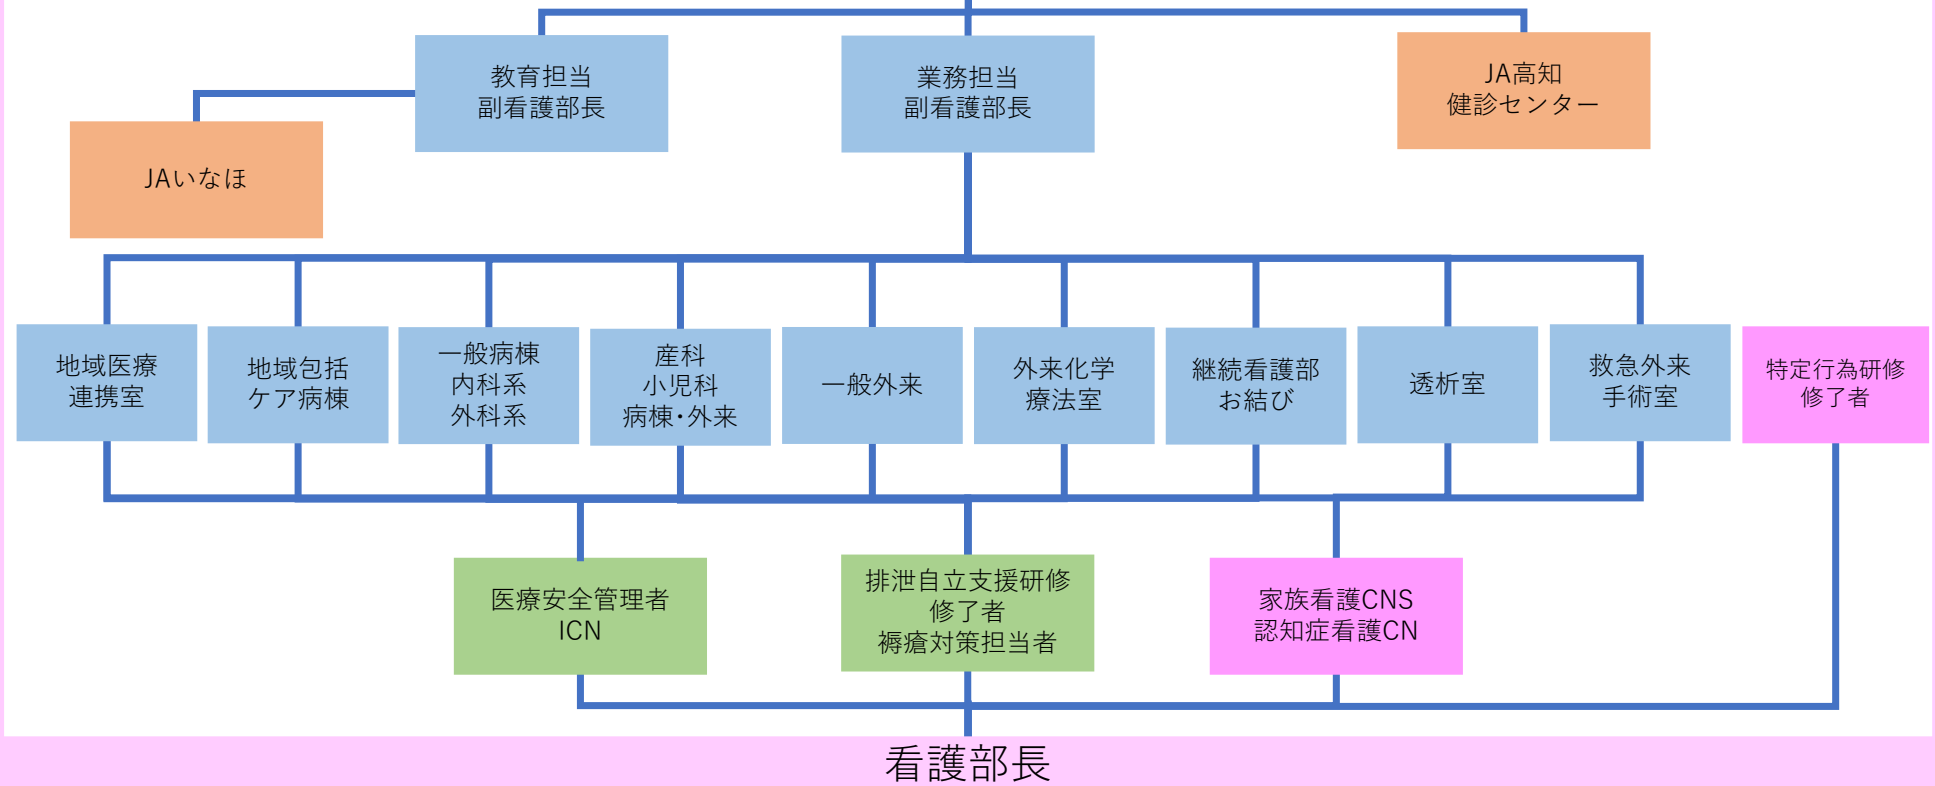 教育担当
副看護部長
業務担当
副看護部長
JA高知
健診センター
JAいなほ
地域医療
連携室
地域包括
ケア病棟
一般病棟
内科系
外科系
産科
小児科
病棟・外来
一般外来
外来化学
療法室
継続看護部
お結び
透析室
救急外来
手術室
特定行為研修
修了者
医療安全管理者
ICN
排泄自立支援研修
修了者
褥瘡対策担当者
家族看護CNS
認知症看護CN
看護部長